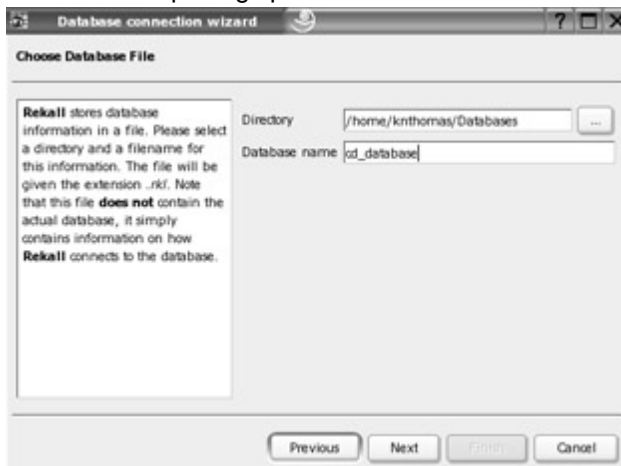 Database connection wizard
Choose Database File
Rekall stores database
information in a file. Please select
a directory and a filename for
this information. The file will be
given the extension .rkl. Note
that this file does not contain the
actual database, it simply
contains information on how
Rekall connects to the database.
Directory /home/knthomas/Databases ...
Database name cd_database
Previous Next Finish Cancel